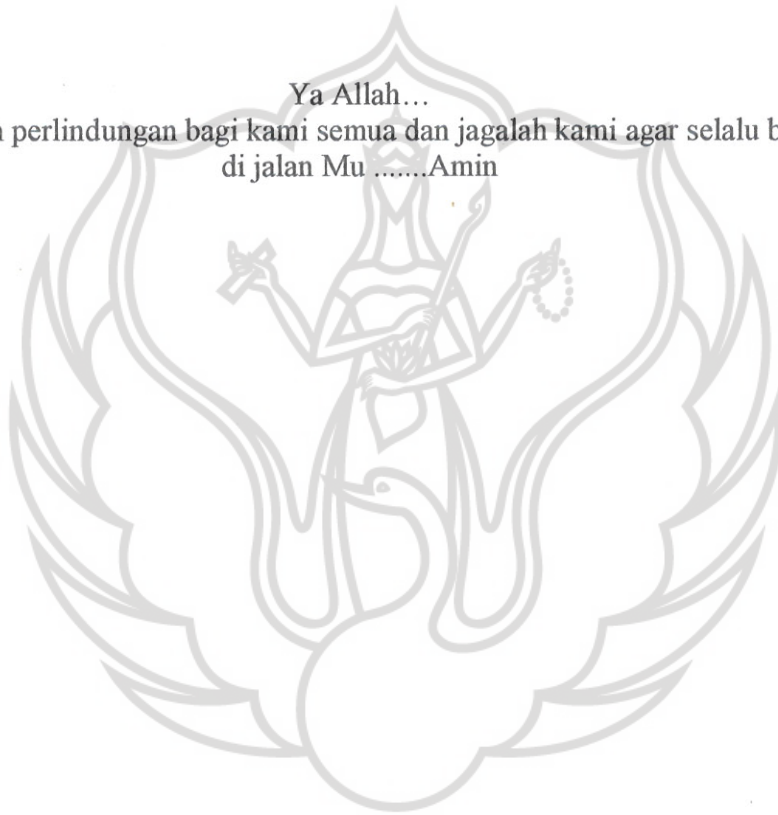 Ya Allah…
perlindungan bagi kami semua dan jagalah kami agar selalu
di jalan Mu .......Amin